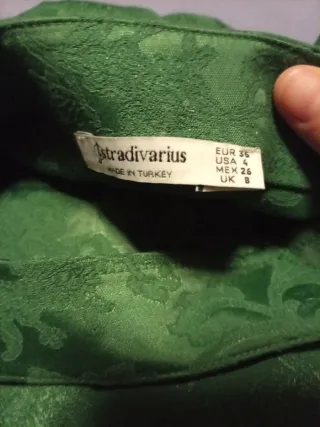 stradivarius
MADE IN TURKEY
EUR 36
USA 4
MEX 26
UK 8